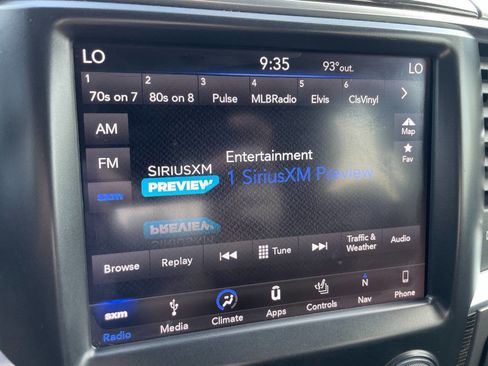 LO 9:35 93° out. LO
1 2 3 4 5 6
70s on 7 80s on 8 Pulse MLBRadio Elvis ClsVinyl
AM
Map
FM
Fav
sxm
SIRIUSXM
PREVIEW
Entertainment
1 SiriusXM Preview
Browse Replay Tune Traffic & Weather Audio
sxm
Radio Media Climate Apps Controls Nav Phone